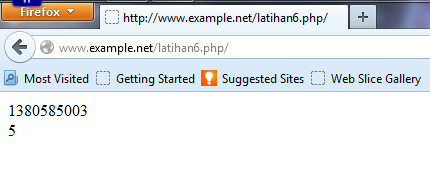 Firefox
http://www.example.net/latihan6.php/
www.example.net/latihan6.php/
Most Visited Getting Started Suggested Sites Web Slice Gallery
1380585003
5